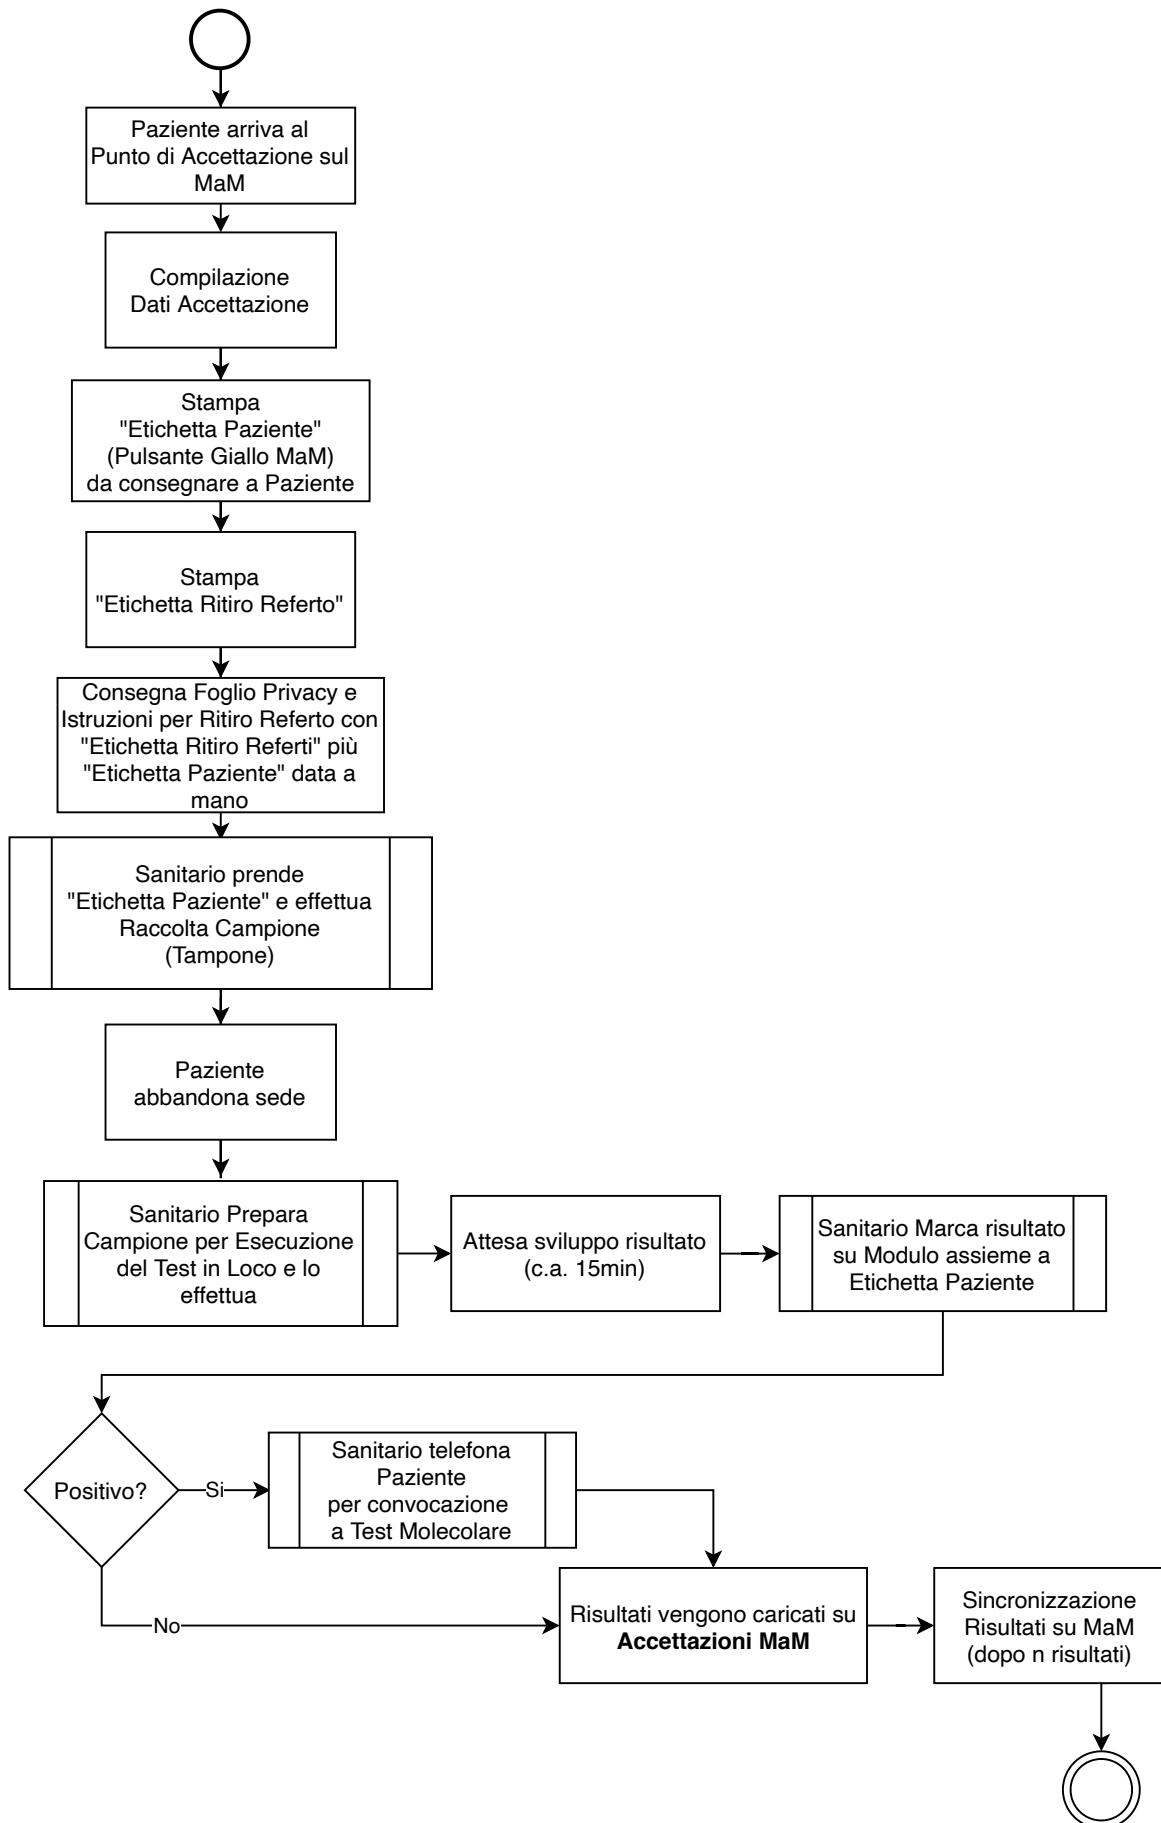 Paziente arriva al
Punto di Accettazione sul
MaM
Compilazione
Dati Accettazione
Stampa
"Etichetta Paziente"
(Pulsante Giallo MaM)
da consegnare a Paziente
Stampa
"Etichetta Ritiro Referto"
Consegna Foglio Privacy e
Istruzioni per Ritiro Referto con
"Etichetta Ritiro Referti" più
"Etichetta Paziente" data a
mano
Sanitario prende
"Etichetta Paziente" e effettua
Raccolta Campione
(Tampone)
Paziente
abbandona sede
Sanitario Prepara
Campione per Esecuzione
del Test in Loco e lo
effettua
Attesa sviluppo risultato
(c.a. 15min)
Sanitario Marca risultato
su Modulo assieme a
Etichetta Paziente
Positivo?
Si
Sanitario telefona
Paziente
per convocazione
a Test Molecolare
No
Risultati vengono caricati su
Accettazioni MaM
Sincronizzazione
Risultati su MaM
(dopo n risultati)